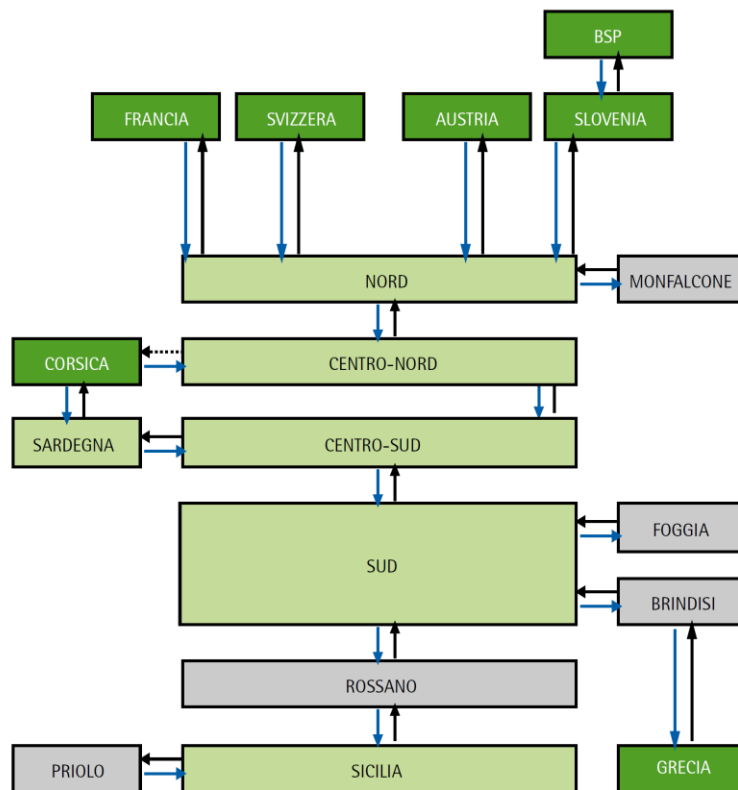 BSP
FRANCIA
SVIZZERA
AUSTRIA
SLOVENIA
NORD
MONFALCONE
CORSICA
CENTRO-NORD
SARDEGNA
CENTRO-SUD
SUD
FOGGIA
BRINDISI
ROSSANO
PRIOLO
SICILIA
GRECIA